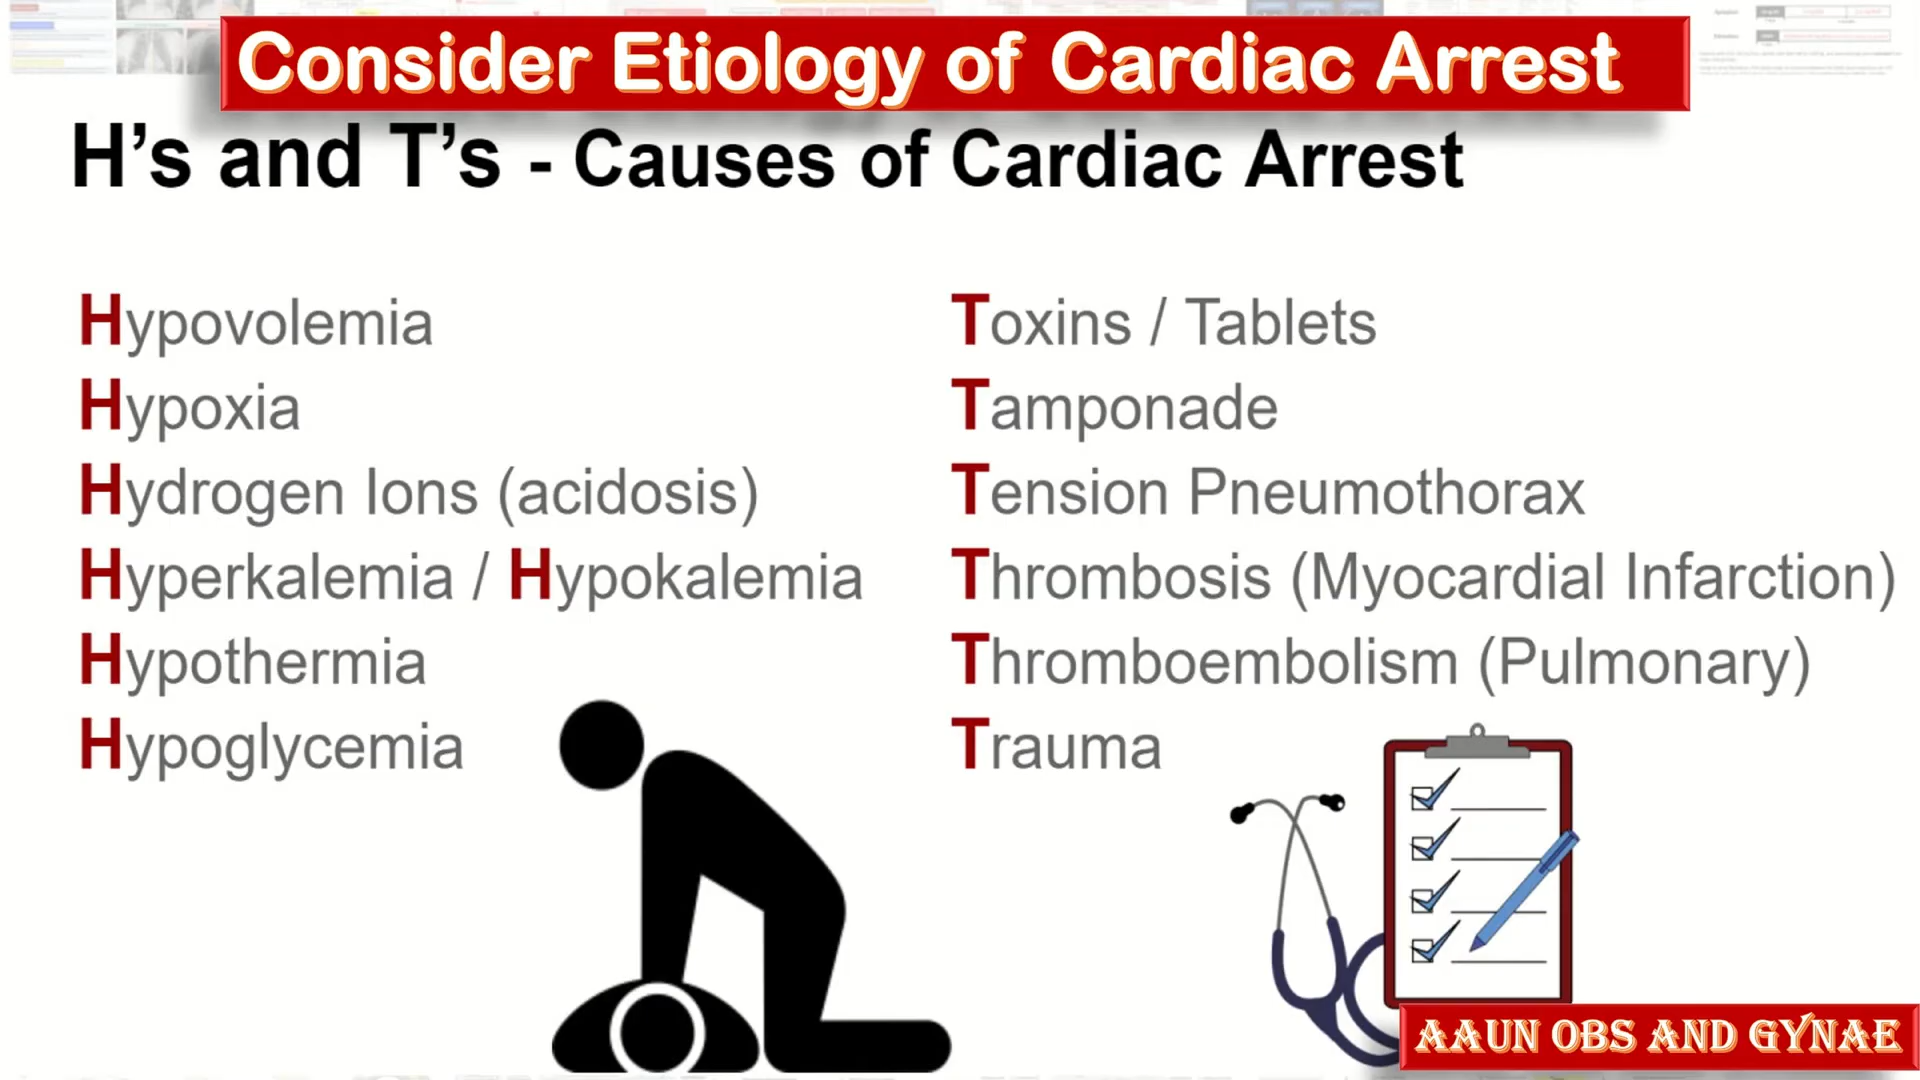 Consider Etiology of Cardiac Arrest
H’s and T’s - Causes of Cardiac Arrest
Hypovolemia
Hypoxia
Hydrogen Ions (acidosis)
Hyperkalemia / Hypokalemia
Hypothermia
Hypoglycemia
Toxins / Tablets
Tamponade
Tension Pneumothorax
Thrombosis (Myocardial Infarction)
Thromboembolism (Pulmonary)
Trauma
AAUN OBS AND GYNAE